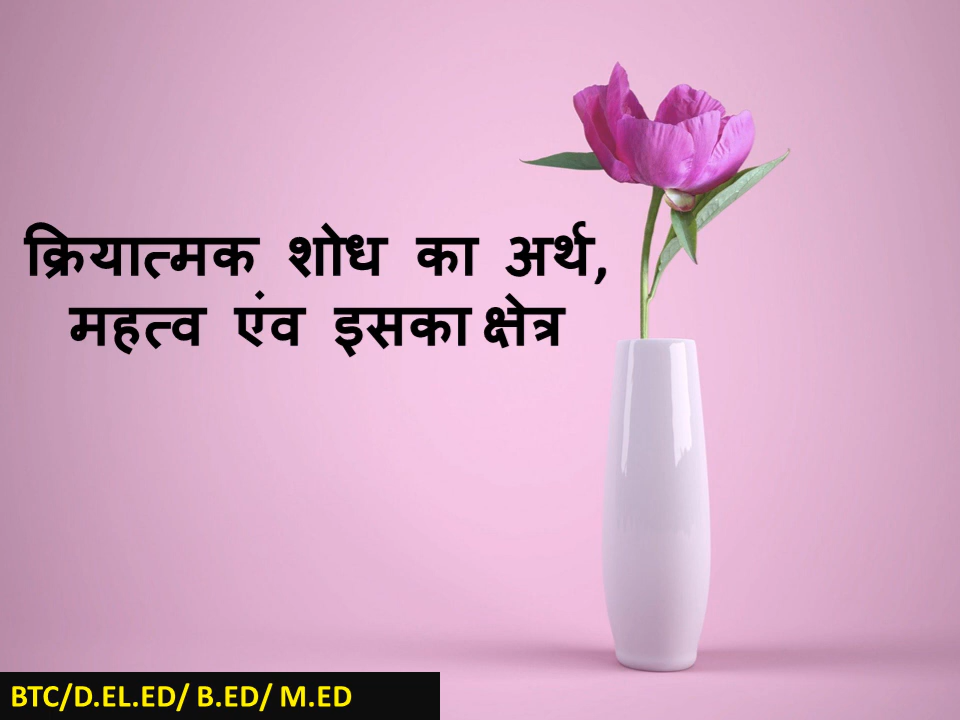 क्रियात्मक शोध का अर्थ,
महत्व एंव इसका क्षेत्र
BTC/D.EL.ED/ B.ED/ M.ED